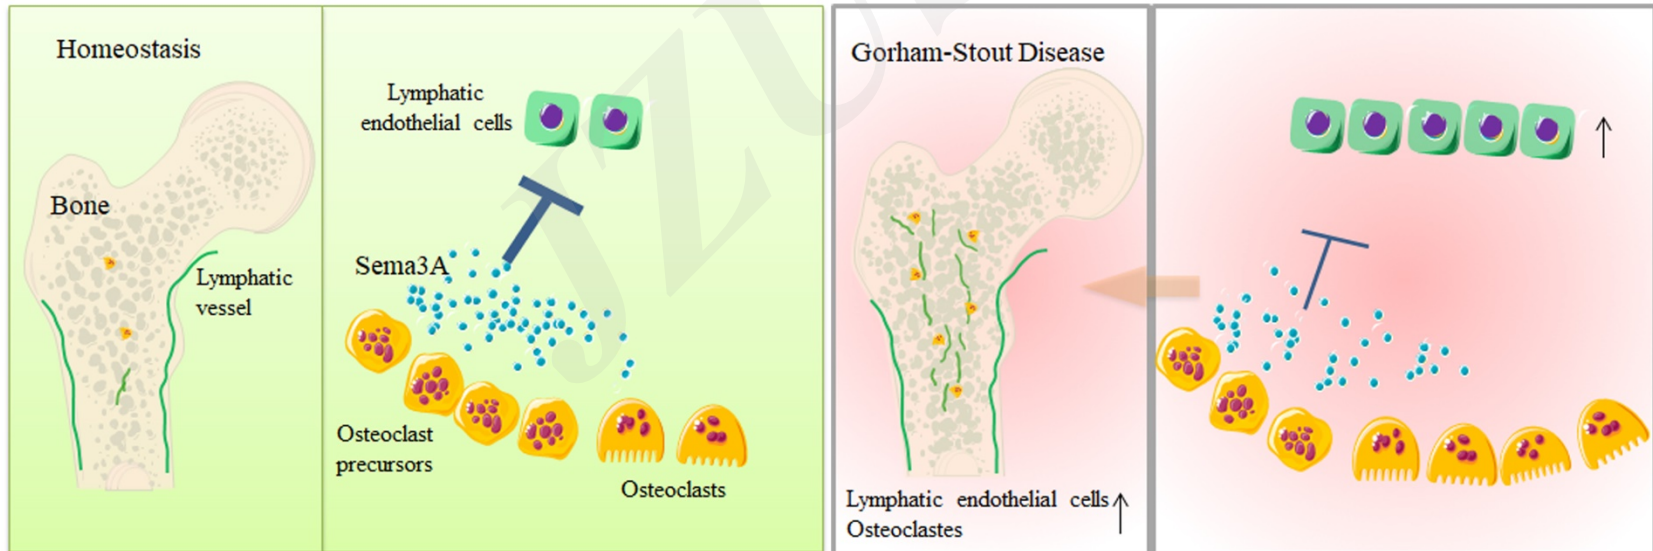 Homeostasis
Bone
Lymphatic
vessel
Lymphatic
endothelial cells
Sema3A
Osteoclast
precursors
Osteoclasts
Gorham-Stout Disease
Lymphatic endothelial cells↑
Osteoclastes
↑